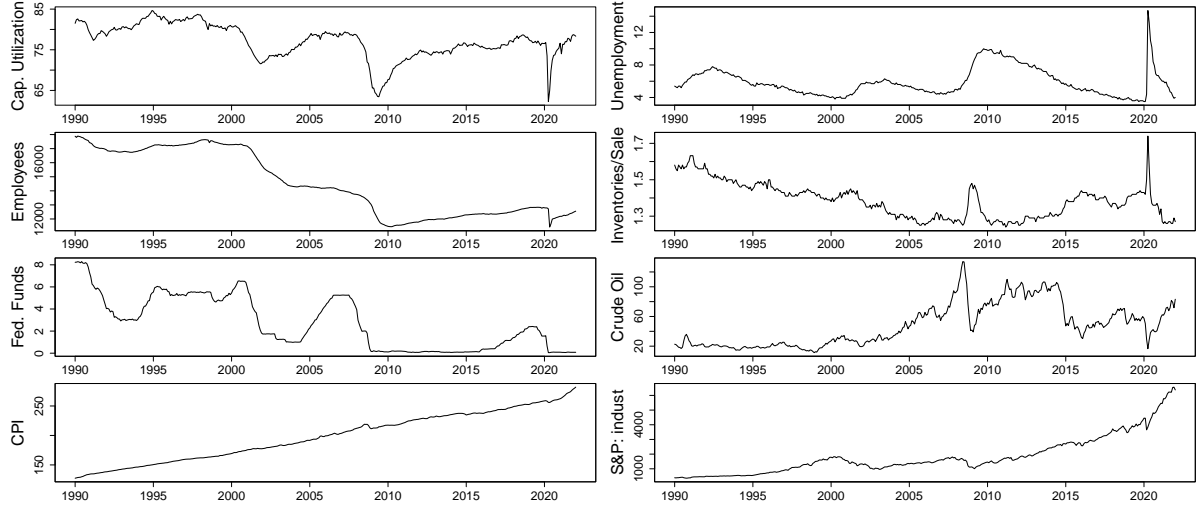 Cap. Utilization
65 75 85
1990 1995 2000 2005 2010 2015 2020
Unemployment
4 8 12
1990 1995 2000 2005 2010 2015 2020
Employees
12000 16000
1990 1995 2000 2005 2010 2015 2020
Inventories/Sale
1.3 1.5 1.7
1990 1995 2000 2005 2010 2015 2020
Fed. Funds
0 2 4 6 8
1990 1995 2000 2005 2010 2015 2020
Crude Oil
20 60 100
1990 1995 2000 2005 2010 2015 2020
CPI
150 250
1990 1995 2000 2005 2010 2015 2020
S&P: indust
1000 4000
1990 1995 2000 2005 2010 2015 2020